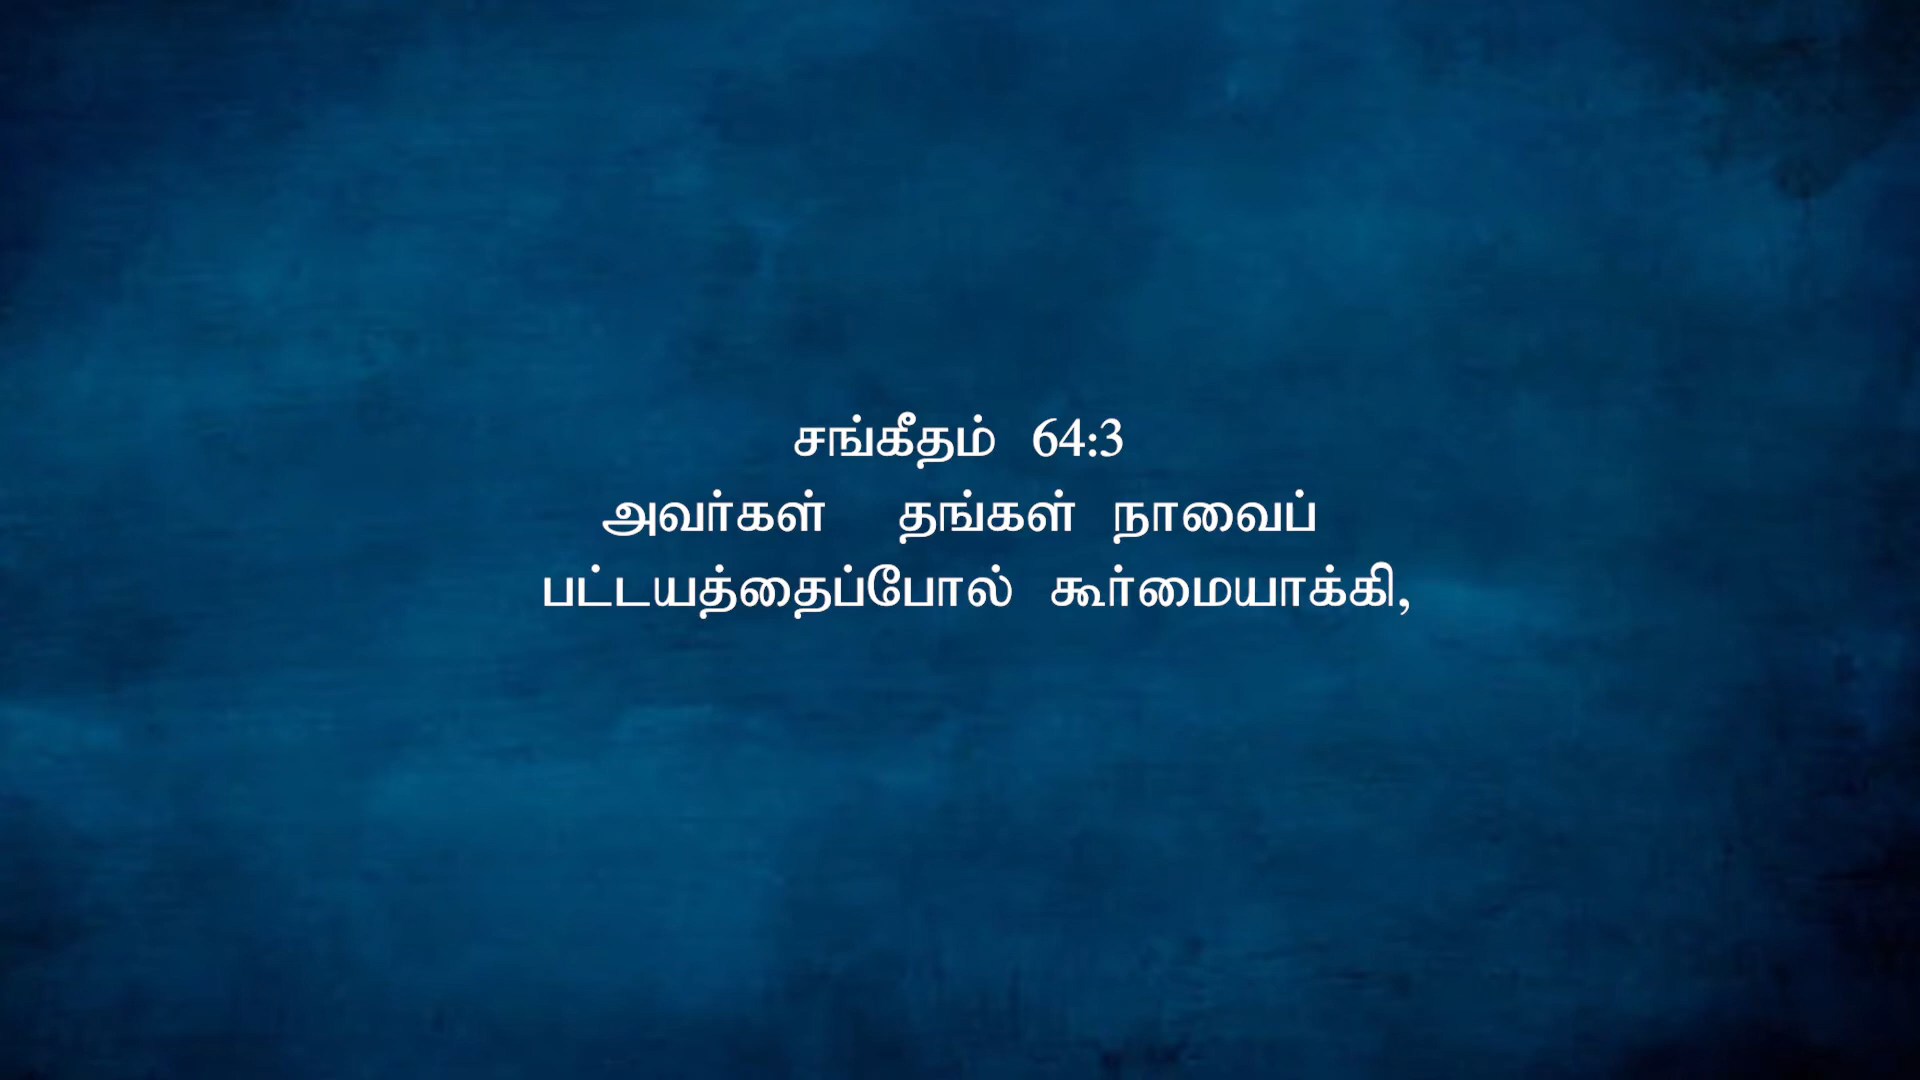 சங்கீதம் 64:3
அவர்கள் தங்கள் நாவைப்
பட்டயத்தைப்போல் கூர்மையாக்கி,